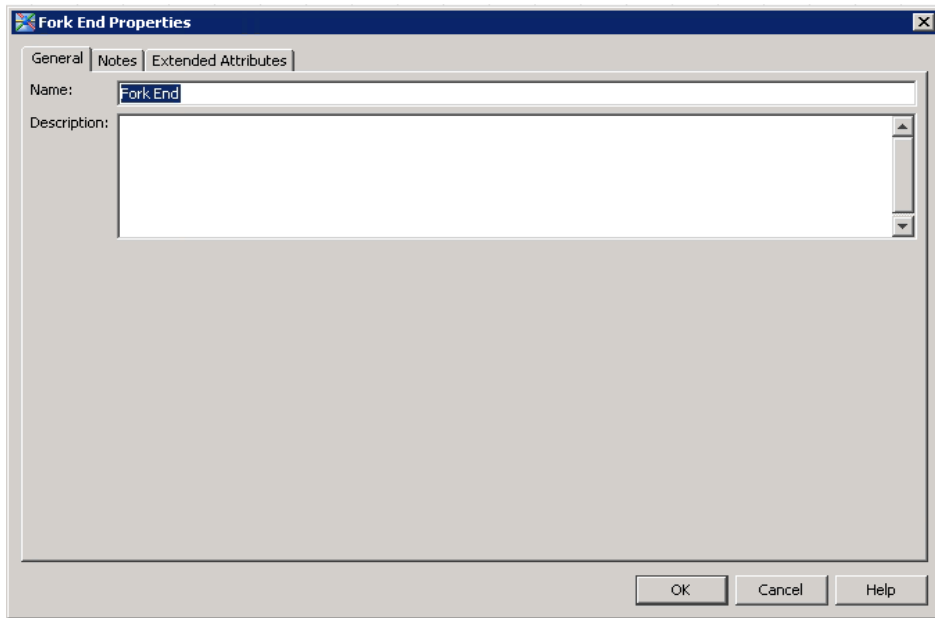 Fork End Properties
General Notes Extended Attributes
Name: Fork End
Description:
OK Cancel Help